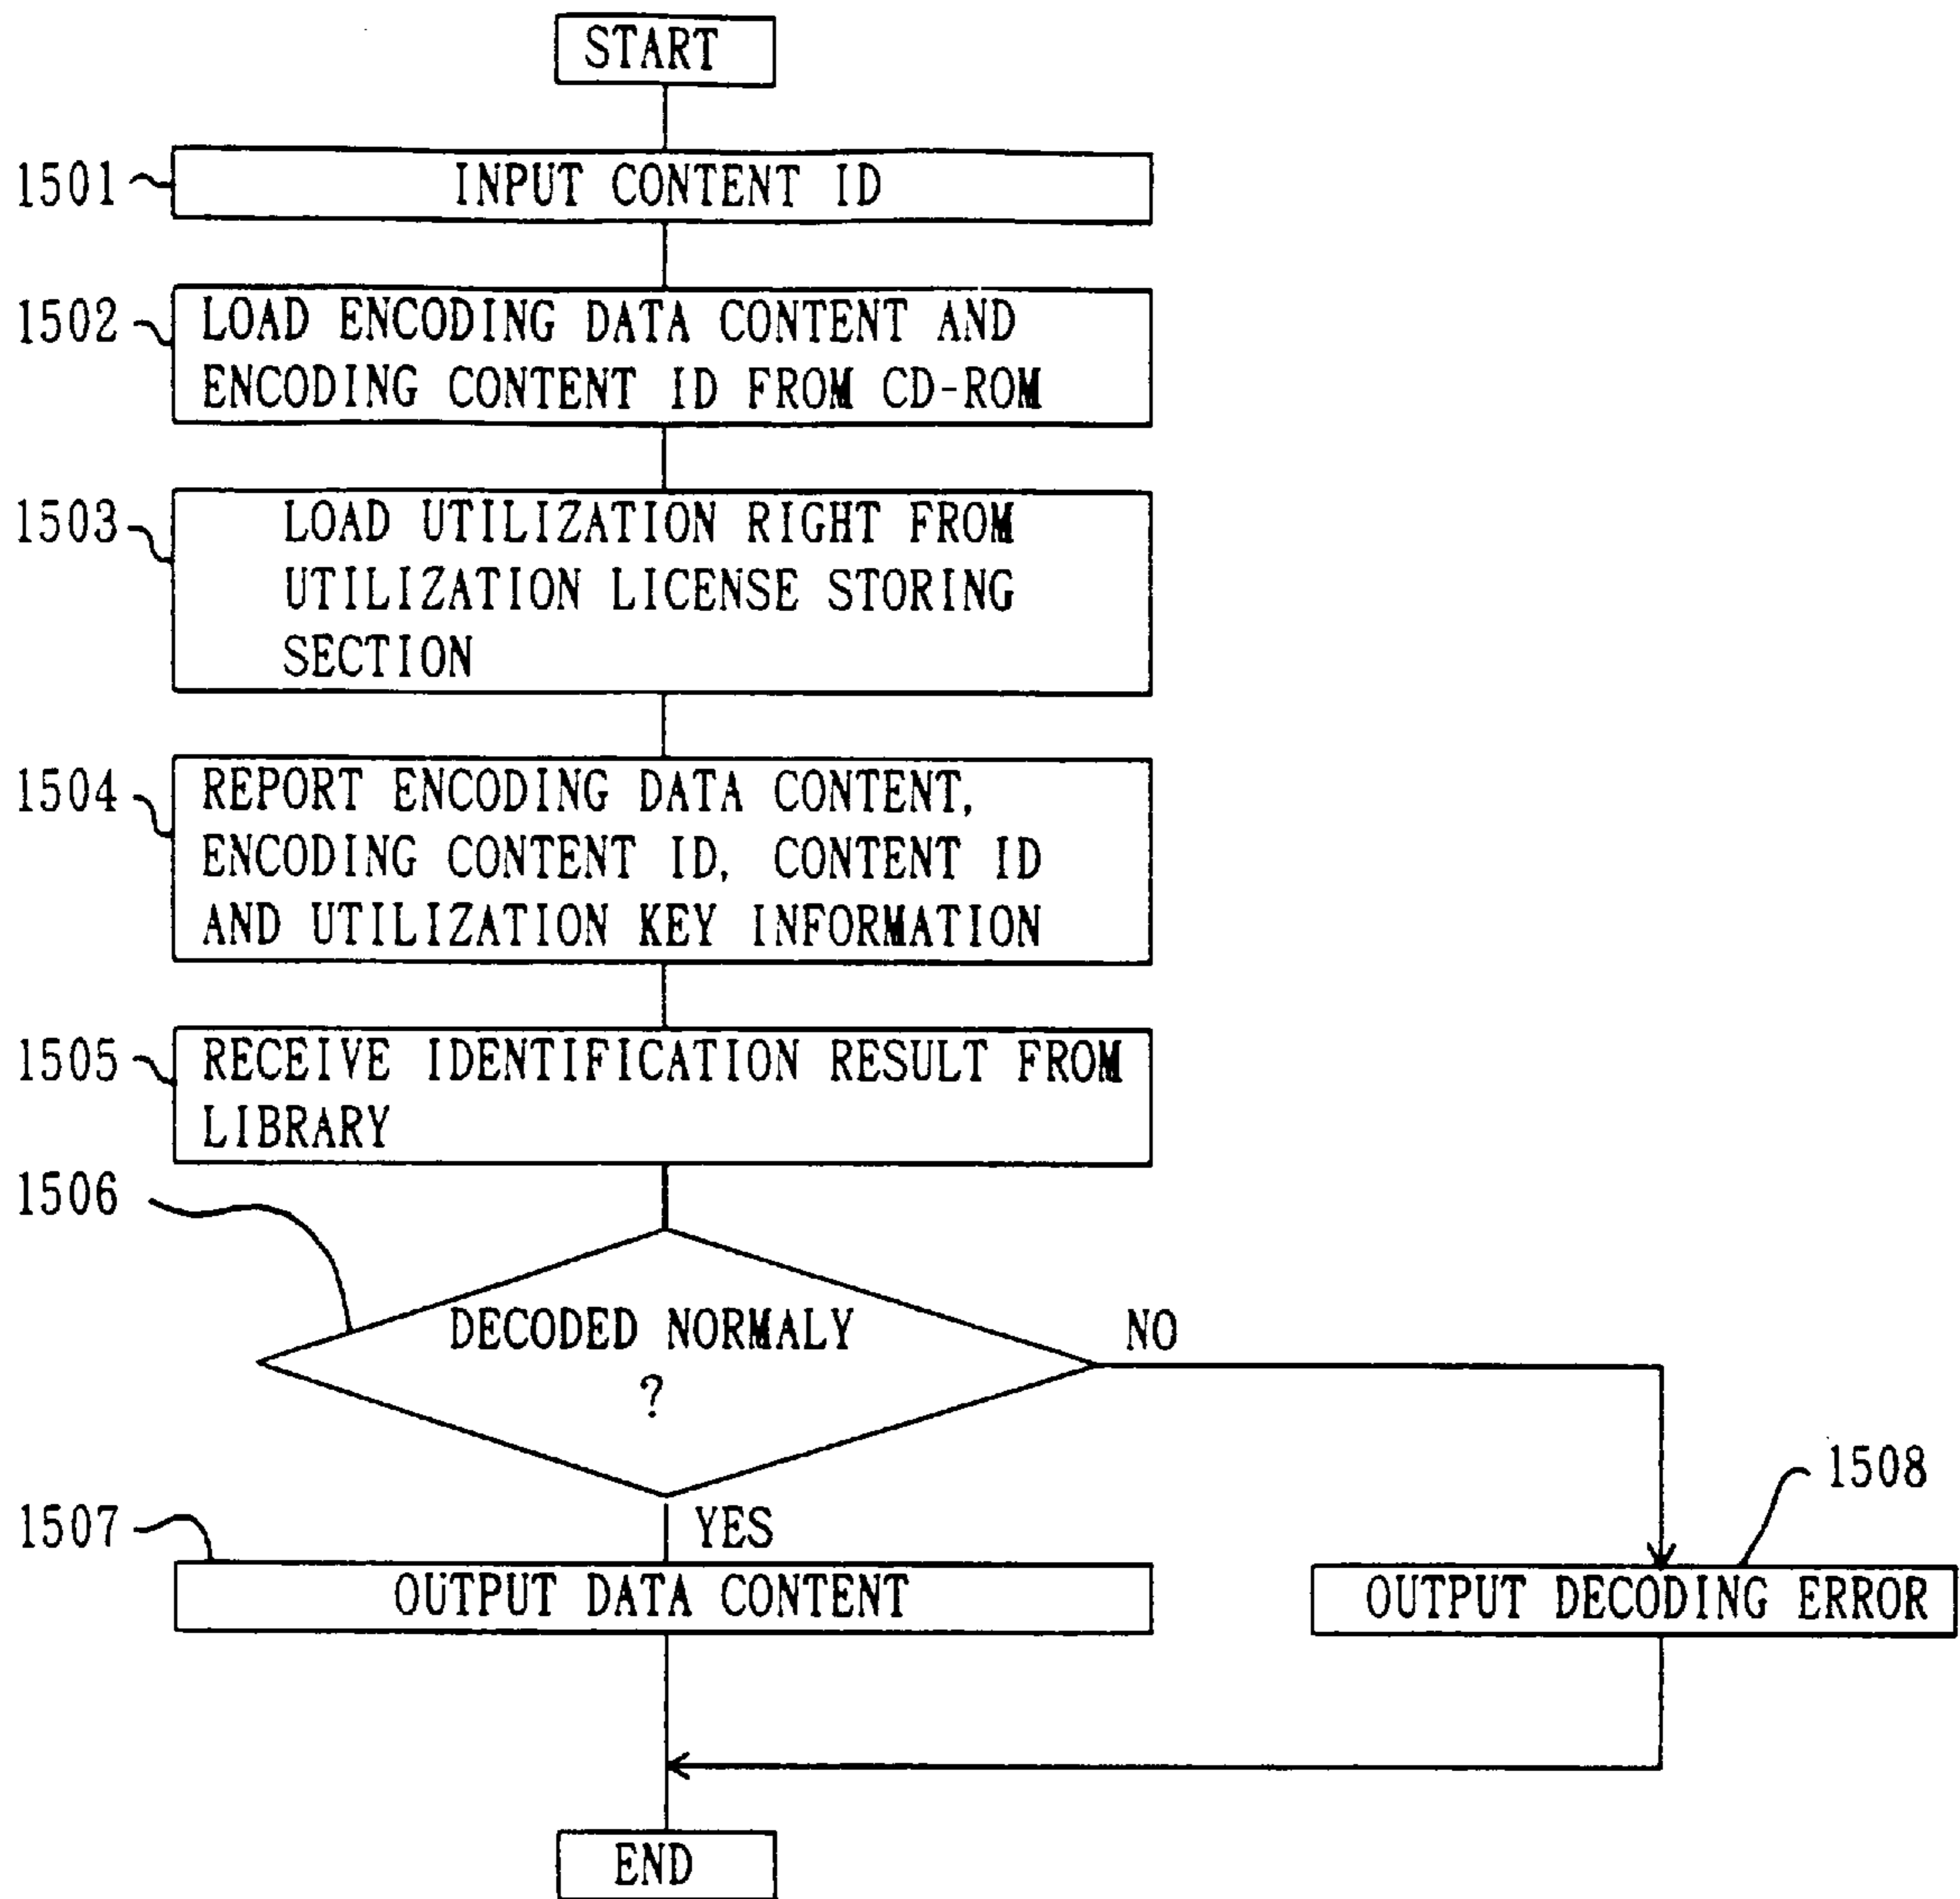 START
1501
INPUT CONTENT ID
1502
LOAD ENCODING DATA CONTENT AND
ENCODING CONTENT ID FROM CD-ROM
1503
LOAD UTILIZATION RIGHT FROM
UTILIZATION LICENSE STORING
SECTION
1504
REPORT ENCODING DATA CONTENT,
ENCODING CONTENT ID, CONTENT ID
AND UTILIZATION KEY INFORMATION
1505
RECEIVE IDENTIFICATION RESULT FROM
LIBRARY
1506
DECODED NORMALY
?
NO
YES
1507
OUTPUT DATA CONTENT
1508
OUTPUT DECODING ERROR
END